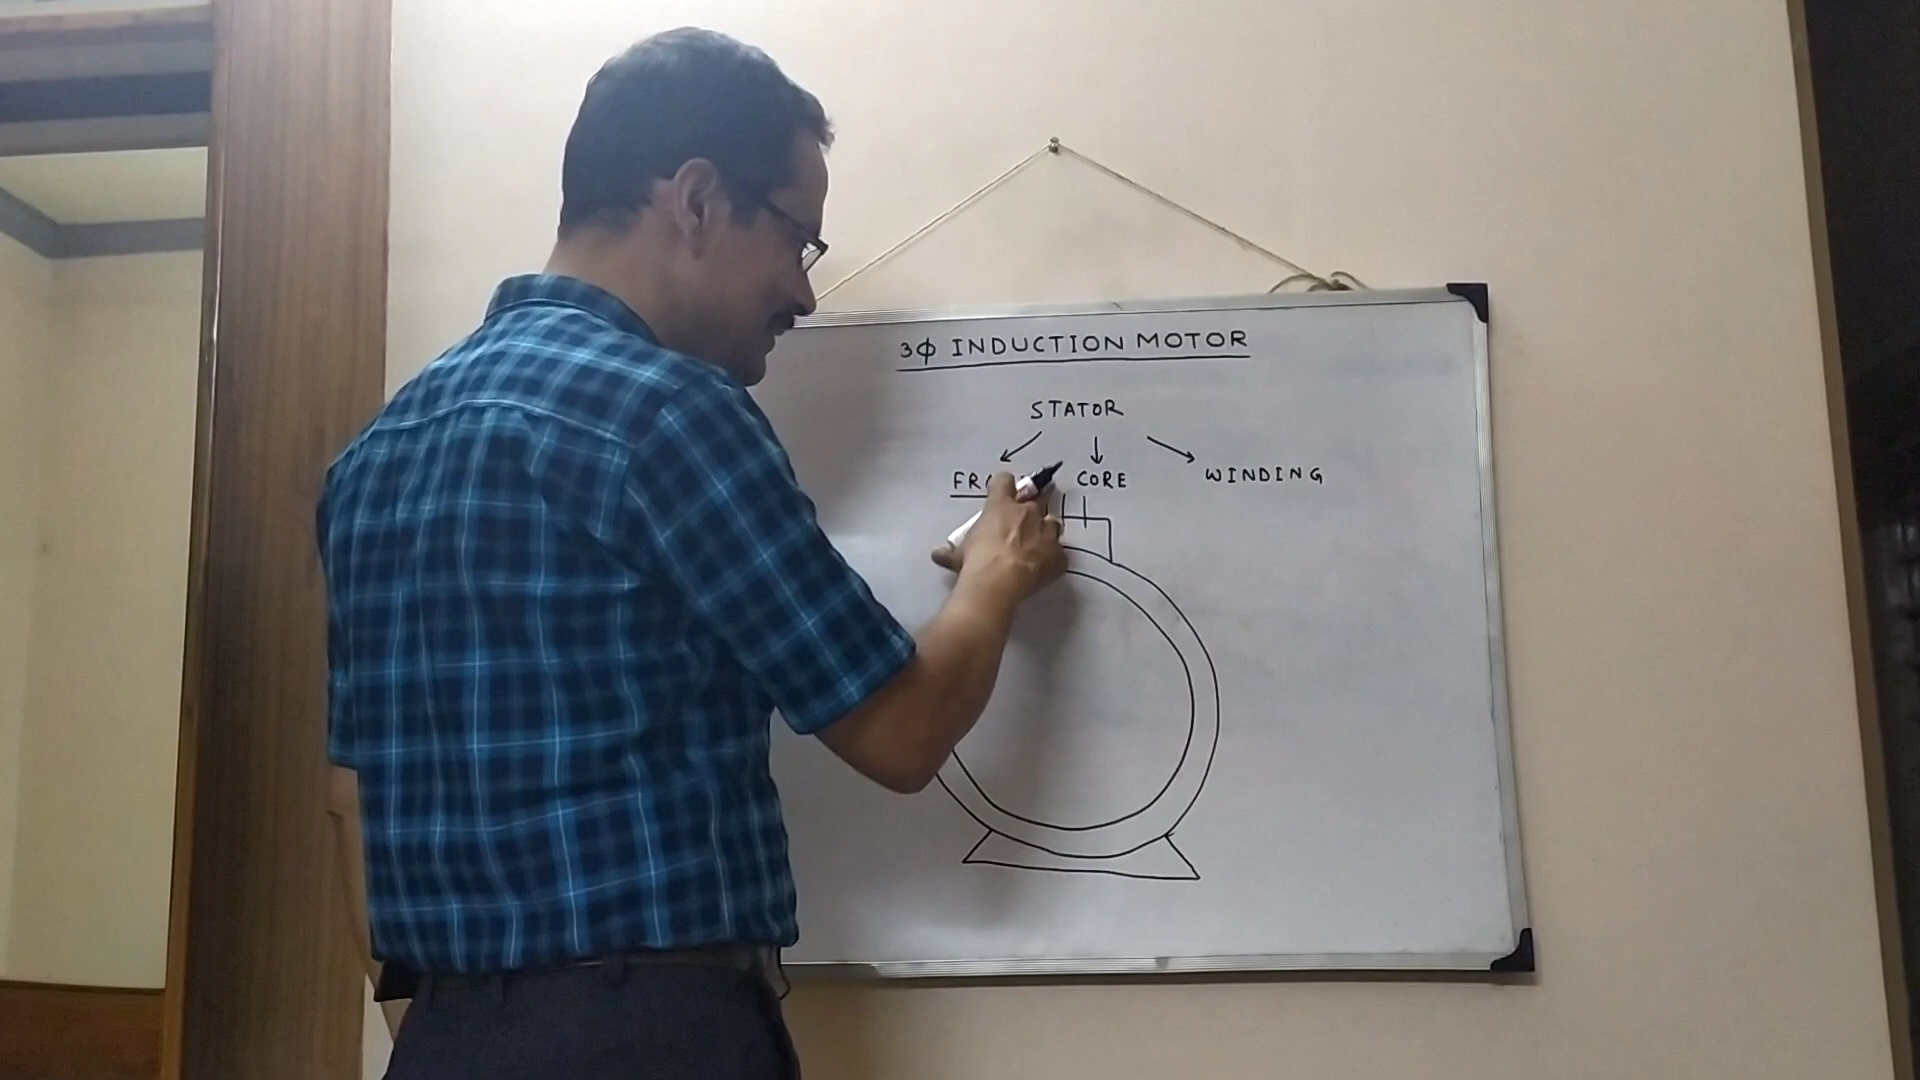 3Φ INDUCTION MOTOR
STATOR
CORE WINDING